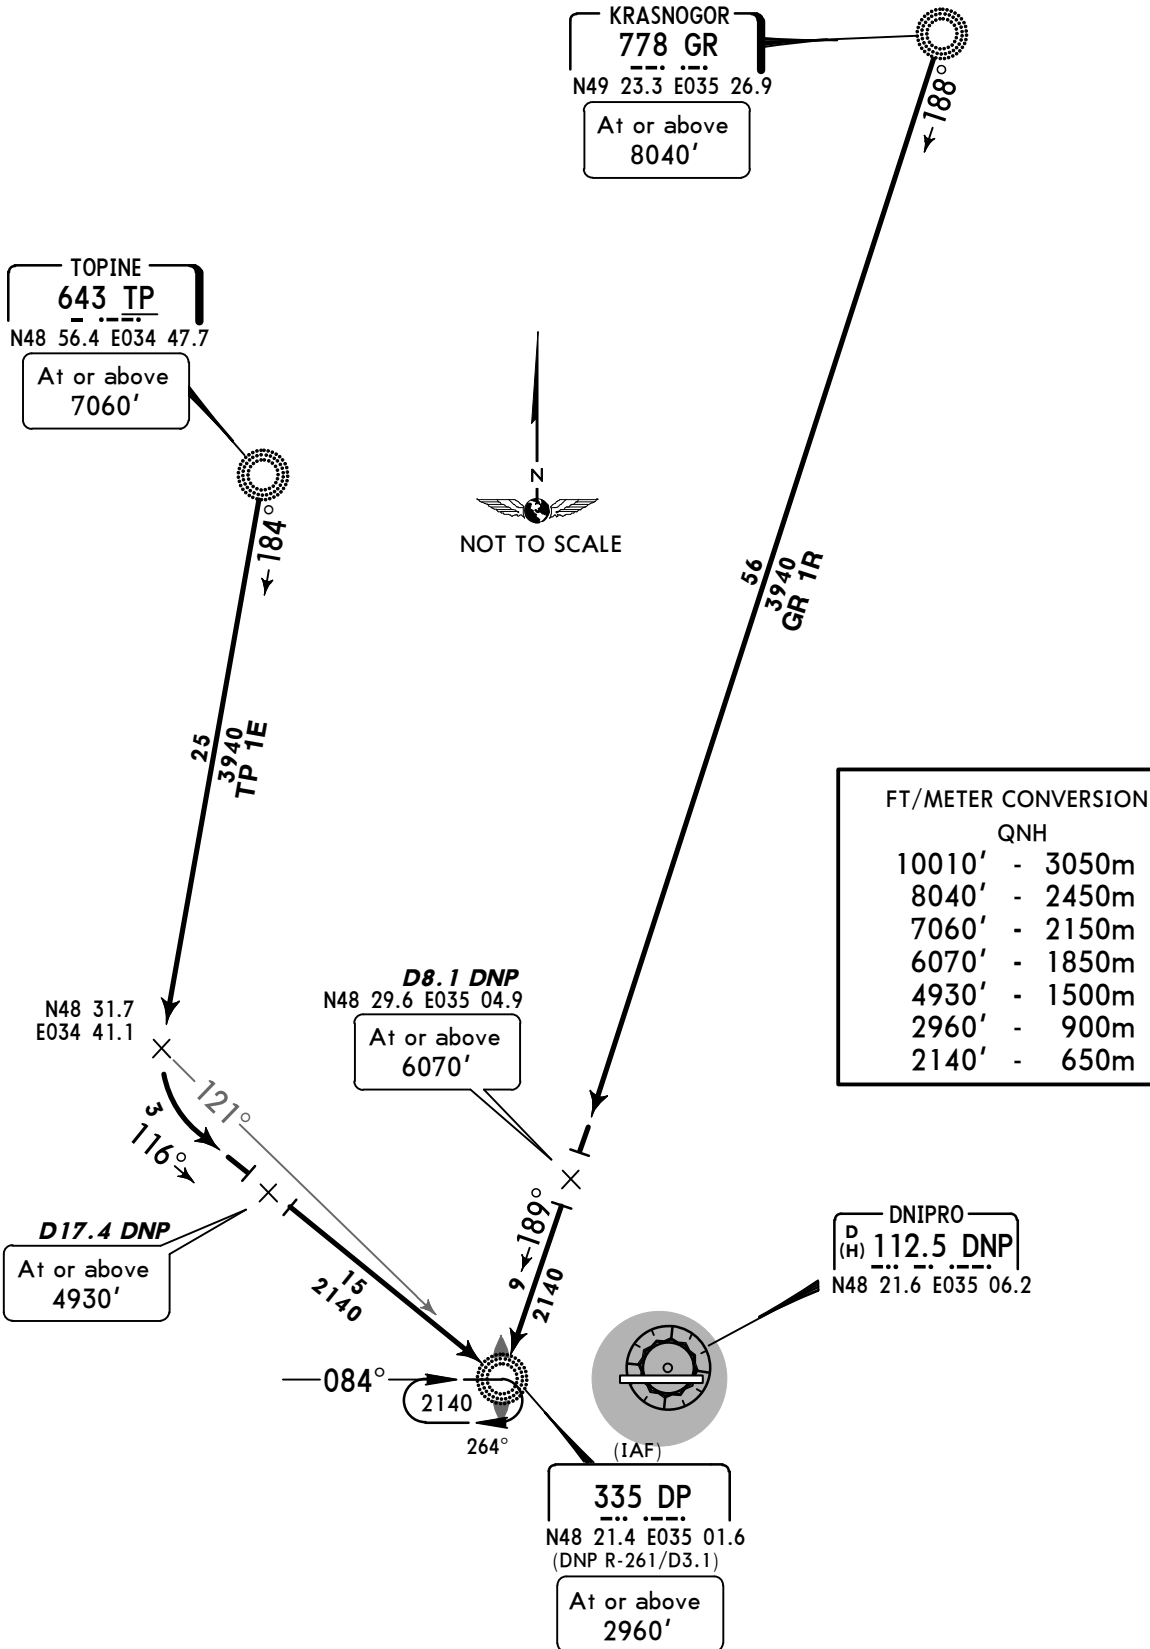 KRASNOGOR
778 GR
N49 23.3 E035 26.9
At or above
8040'
188°
TOPINE
643 TP
N48 56.4 E034 47.7
At or above
7060'
184°
N
NOT TO SCALE
56
3940
GR 1R
25
3940
TP 1E
FT/METER CONVERSION
QNH
10010' - 3050m
8040' - 2450m
7060' - 2150m
6070' - 1850m
4930' - 1500m
2960' - 900m
2140' - 650m
D8.1 DNP
N48 29.6 E035 04.9
At or above
6070'
N48 31.7
E034 41.1
121°
3
116°
D17.4 DNP
At or above
4930'
15
2140
189°
9
2140
DNIPRO
D
(H) 112.5 DNP
N48 21.6 E035 06.2
084°
2140
264°
(IAF)
335 DP
N48 21.4 E035 01.6
(DNP R-261/D3.1)
At or above
2960'